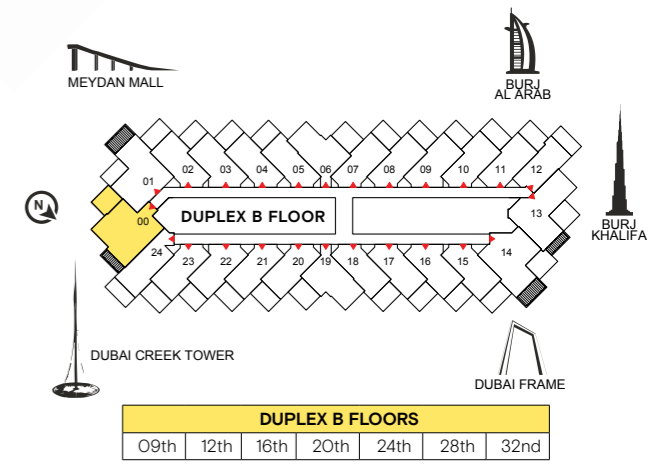 MEYDAN MALL
BURJ
AL ARAB
02 03 04 05 06 07 08 09 10 11 12
01
N
00
DUPLEX B FLOOR
13
BURJ
KHALIFA
24 23 22 21 20 19 18 17 16 15 14
DUBAI CREEK TOWER
DUBAI FRAME
DUPLEX B FLOORS
09th 12th 16th 20th 24th 28th 32nd